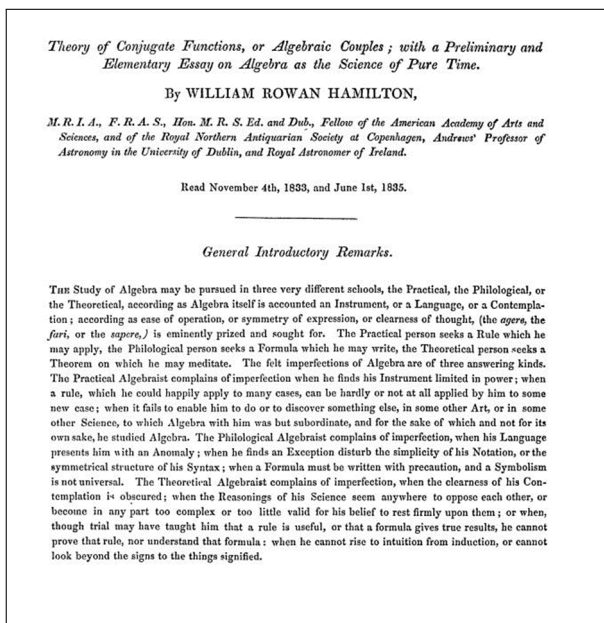 Theory of Conjugate Functions, or Algebraic Couples; with a Preliminary and
Elementary Essay on Algebra as the Science of Pure Time.
By WILLIAM ROWAN HAMILTON,
M. R. I. A., F. R. A. S., Hon. M. R. S. Ed. and Dub., Fellow of the American Academy of Arts and
Sciences, and of the Royal Northern Antiquarian Society at Copenhagen, Andrews' Professor of
Astronomy in the University of Dublin, and Royal Astronomer of Ireland.
Read November 4th, 1833, and June 1st, 1835.
General Introductory Remarks.
THE Study of Algebra may be pursued in three very different schools, the Practical, the Philological, or
the Theoretical, according as Algebra itself is accounted an Instrument, or a Language, or a Contempla-
tion; according as ease of operation, or symmetry of expression, or clearness of thought, (the agere, the
fari, or the sapere,) is eminently prized and sought for. The Practical person seeks a Rule which he
may apply, the Philological person seeks a Formula which he may write, the Theoretical person seeks a
Theorem on which he may meditate. The felt imperfections of Algebra are of three answering kinds.
The Practical Algebraist complains of imperfection when he finds his Instrument limited in power; when
a rule, which he could happily apply to many cases, can be hardly or not at all applied by him to some
new case; when it fails to enable him to do or to discover something else, in some other Art, or in some
other Science, to which Algebra with him was but subordinate, and for the sake of which and not for its
own sake, he studied Algebra. The Philological Algebraist complains of imperfection, when his Language
presents him with an Anomaly; when he finds an Exception disturb the simplicity of his Notation, or the
symmetrical structure of his Syntax; when a Formula must be written with precaution, and a Symbolism
is not universal. The Theoretical Algebraist complains of imperfection, when the clearness of his Con-
templation is obscured; when the Reasonings of his Science seem anywhere to oppose each other, or
become in any part too complex or too little valid for his belief to rest firmly upon them; or when,
though trial may have taught him that a rule is useful, or that a formula gives true results, he cannot
prove that rule, nor understand that formula: when he cannot rise to intuition from induction, or cannot
look beyond the signs to the things signified.